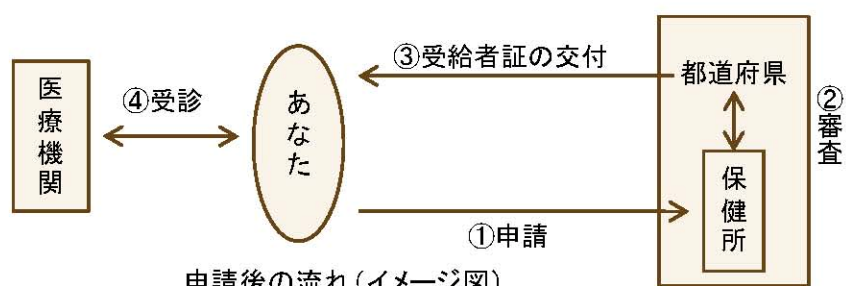 ③受給者証の交付
都道府県
医療機関
④受診
あなた
②審査
保健所
①申請
申請後の流れ(イメージ図)